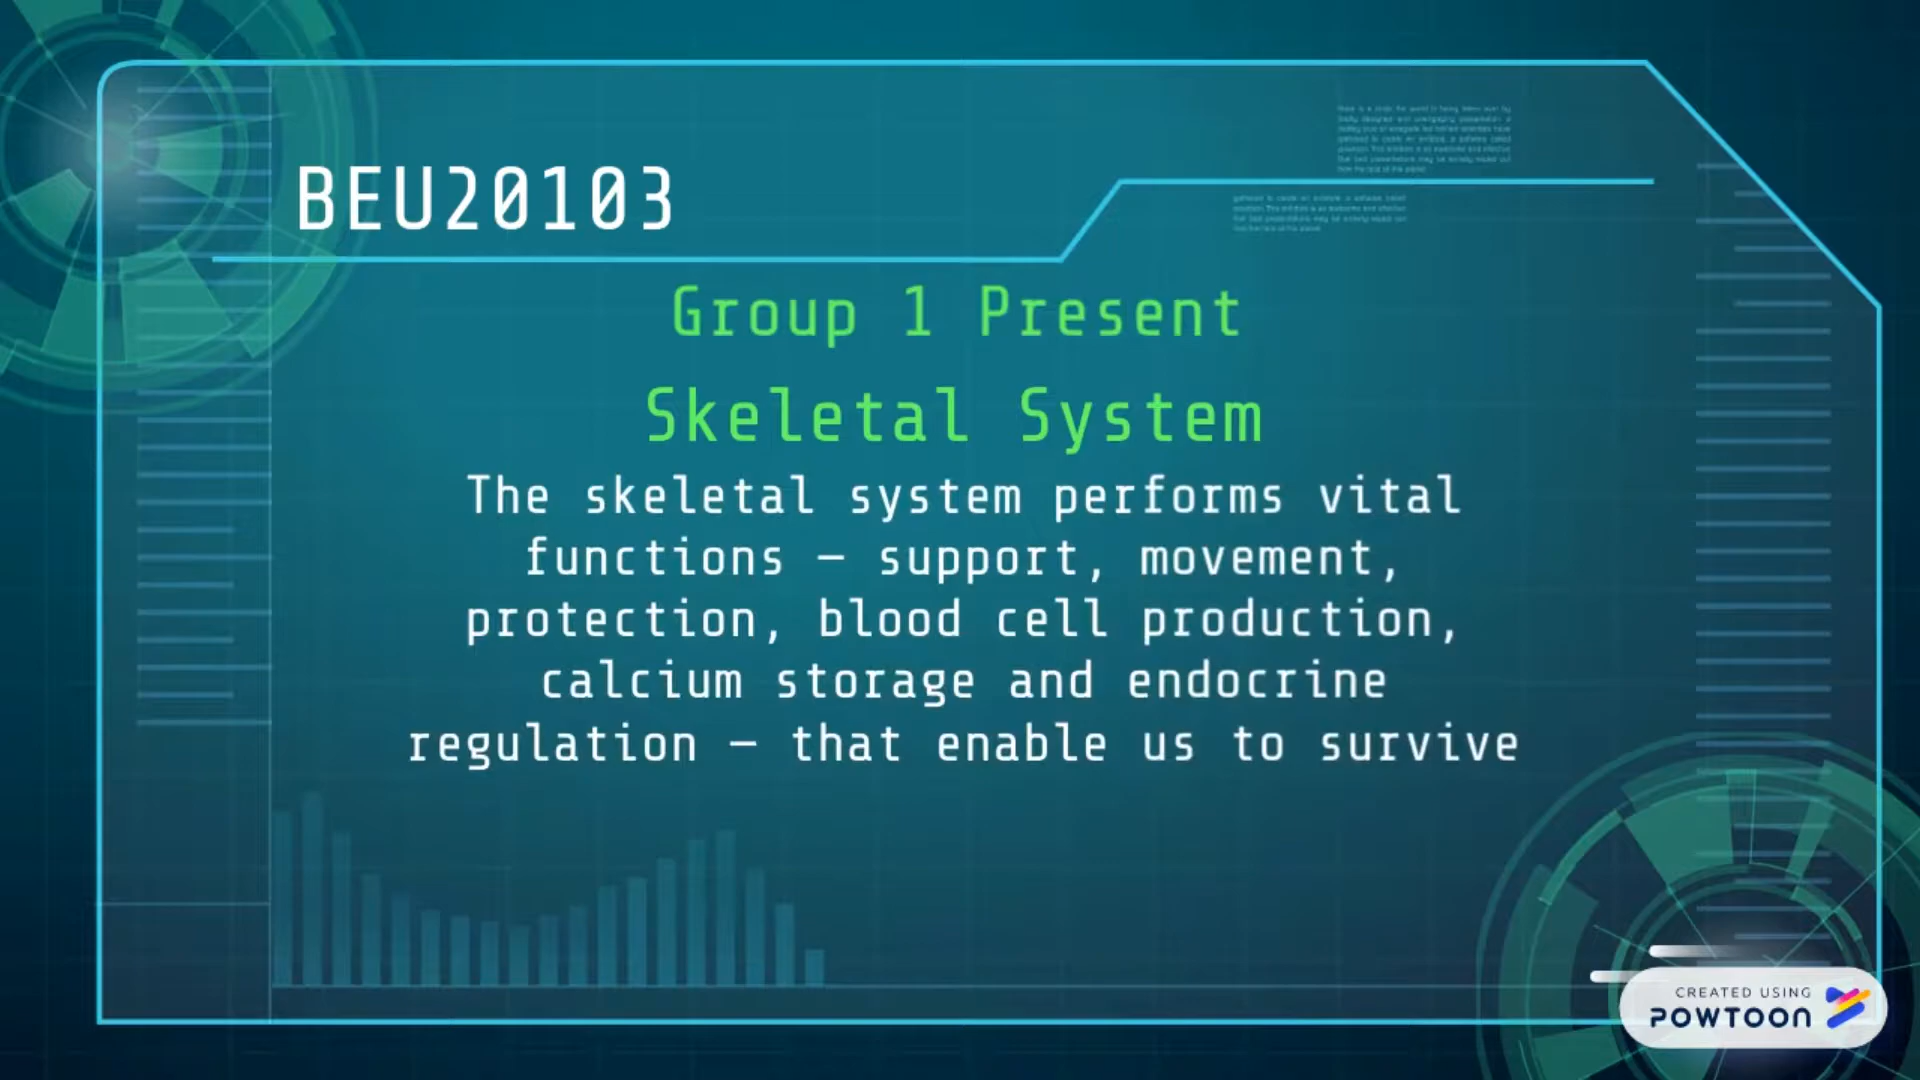 BEU20103
Group 1 Present
Skeletal System
The skeletal system performs vital
functions — support, movement,
protection, blood cell production,
calcium storage and endocrine
regulation — that enable us to survive
CREATED USING
POWTOON